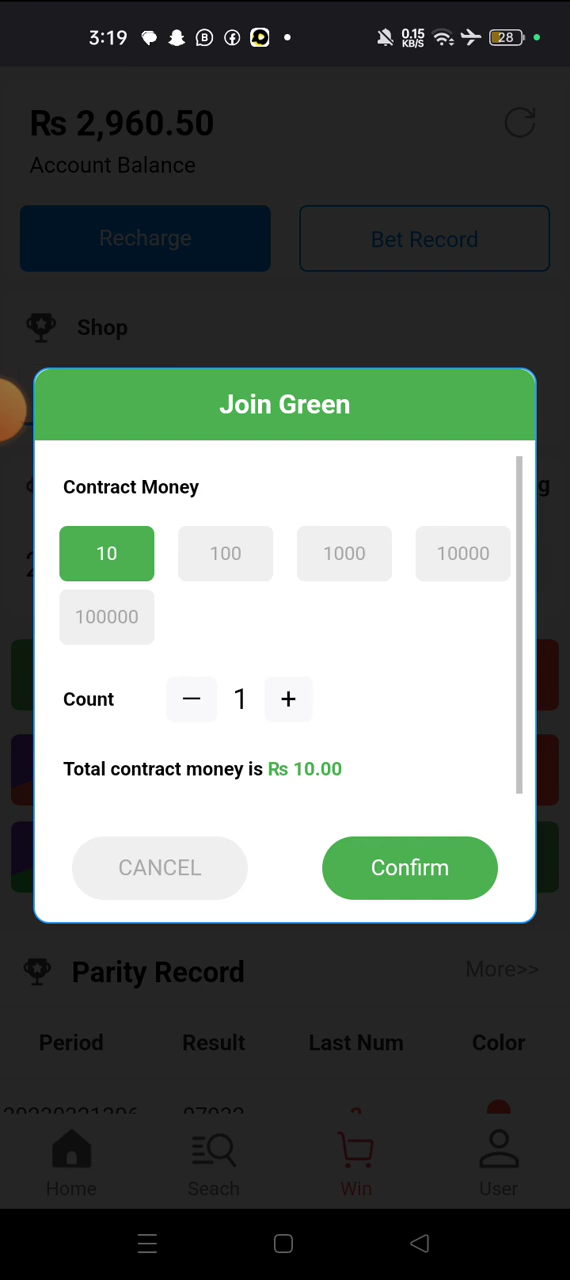 3:19
0.15
KB/S
28
₨ 2,960.50
Account Balance
Recharge
Bet Record
Shop
Join Green
g
Contract Money
10
100
1000
10000
2
100000
Count
1
Total contract money is ₨ 10.00
CANCEL
Confirm
Parity Record
More>>
Period
Result
Last Num
Color
Home
Seach
Win
User